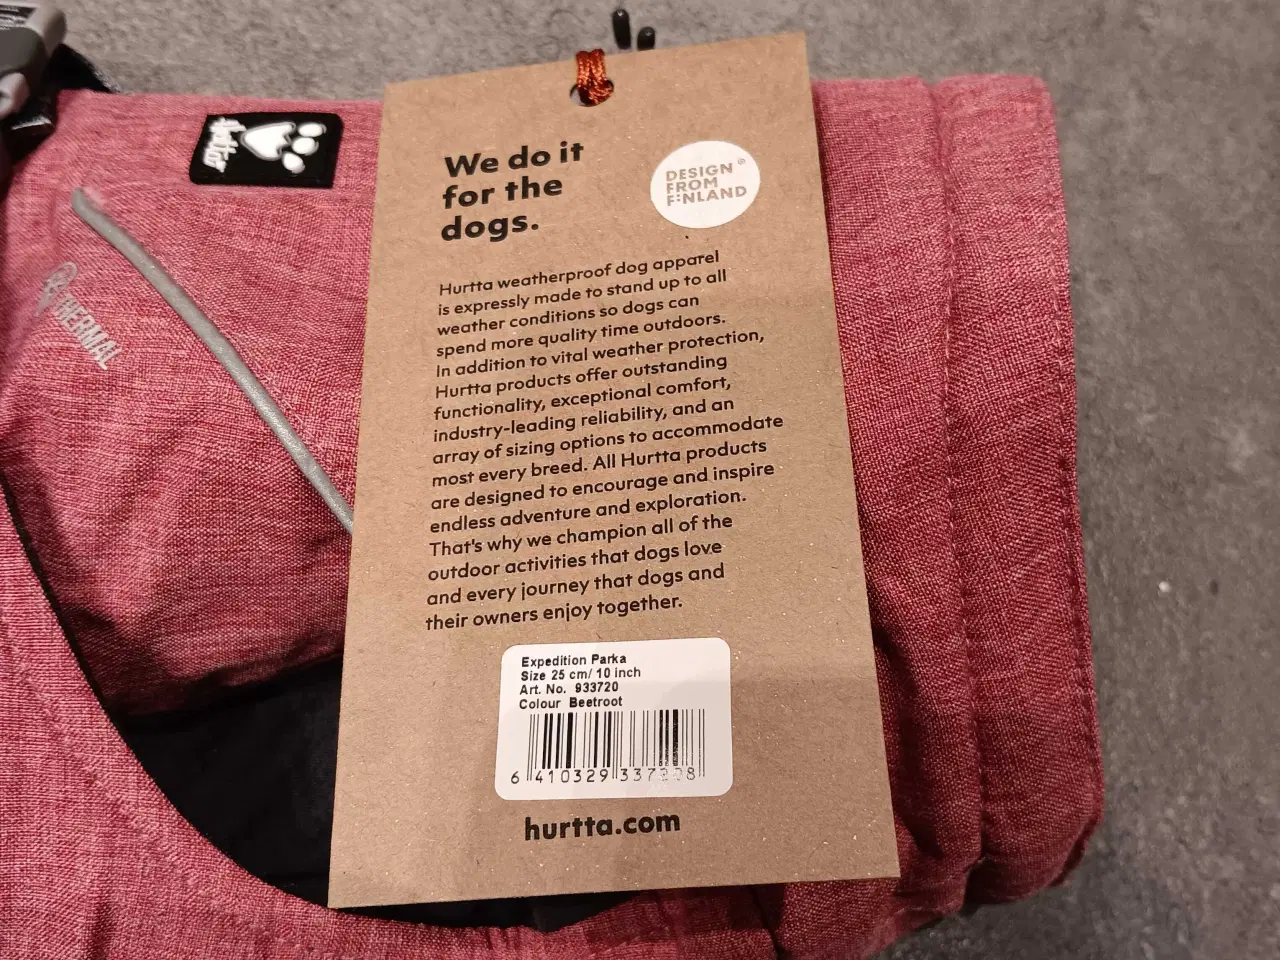 hurtta
THERMAL
We do it
for the
dogs.
DESIGN ®
FROM
FINLAND
Hurtta weatherproof dog apparel
is expressly made to stand up to all
weather conditions so dogs can
spend more quality time outdoors.
In addition to vital weather protection,
Hurtta products offer outstanding
functionality, exceptional comfort,
industry-leading reliability, and an
array of sizing options to accommodate
most every breed. All Hurtta products
are designed to encourage and inspire
endless adventure and exploration.
That's why we champion all of the
outdoor activities that dogs love
and every journey that dogs and
their owners enjoy together.
Expedition Parka
Size 25 cm/ 10 inch
Art. No. 933720
Colour Beetroot
6 410329
hurtta.com